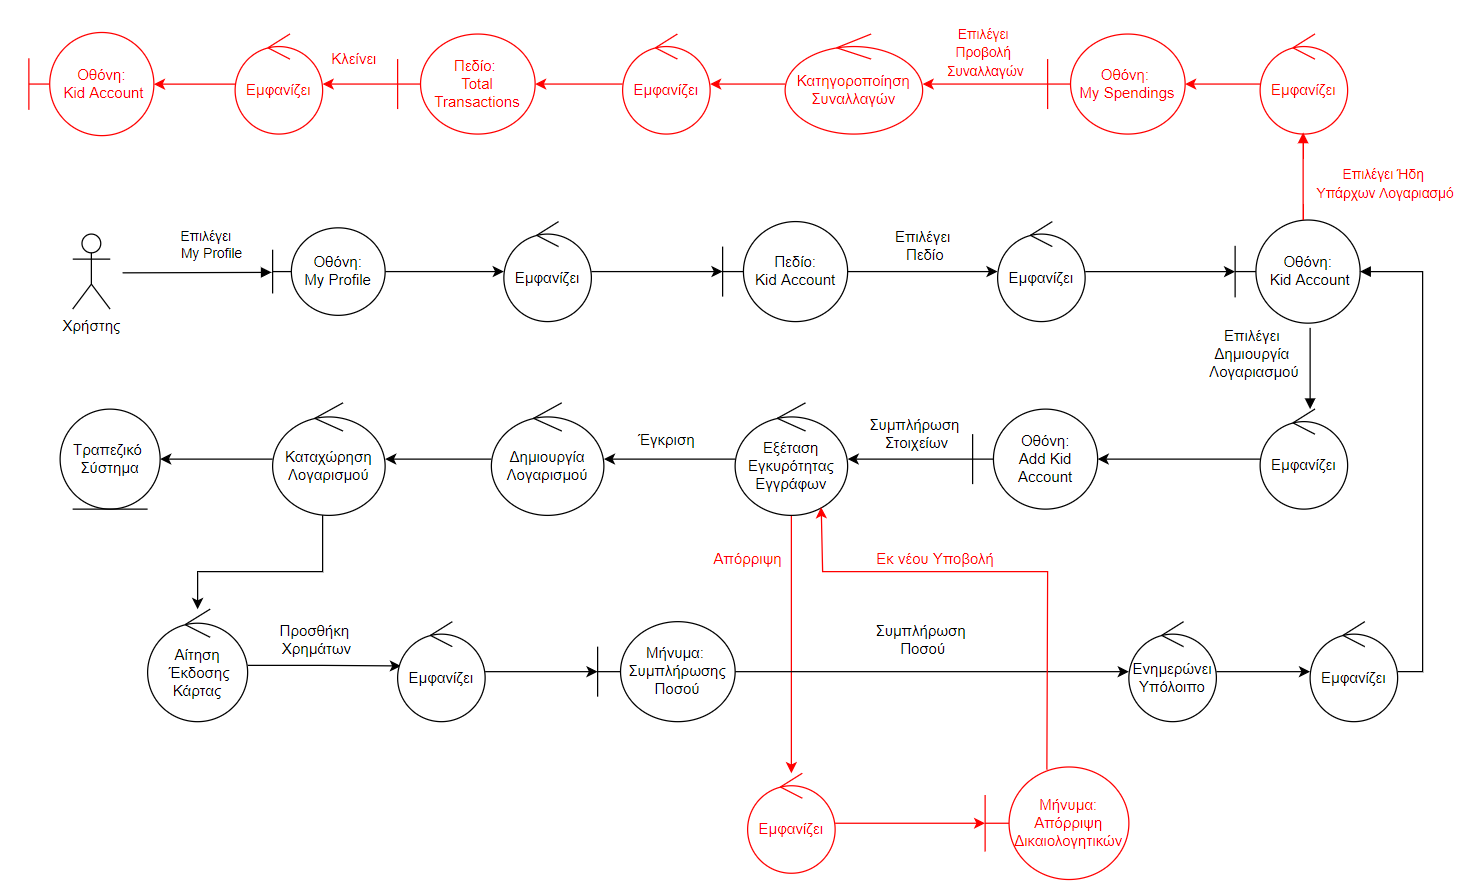 Οθόνη:
Kid Account
Εμφανίζει
Κλείνει
Πεδίο:
Total
Transactions
Εμφανίζει
Κατηγοροποίηση
Συναλλαγών
Επιλέγει
Προβολή
Συναλλαγών
Οθόνη:
My Spendings
Εμφανίζει
Επιλέγει Ήδη
Υπάρχων Λογαριασμό
Χρήστης
Επιλέγει
My Profile
Οθόνη:
My Profile
Εμφανίζει
Πεδίο:
Kid Account
Επιλέγει
Πεδίο
Εμφανίζει
Οθόνη:
Kid Account
Επιλέγει
Δημιουργία
Λογαριασμού
Τραπεζικό
Σύστημα
Καταχώρηση
Λογαρισμού
Δημιουργία
Λογαρισμού
Έγκριση
Εξέταση
Εγκυρότητας
Εγγράφων
Συμπλήρωση
Στοιχείων
Οθόνη:
Add Kid
Account
Εμφανίζει
Απόρριψη
Εκ νέου Υποβολή
Αίτηση
Έκδοσης
Κάρτας
Προσθήκη
Χρημάτων
Εμφανίζει
Μήνυμα:
Συμπλήρωσης
Ποσού
Συμπλήρωση
Ποσού
Ενημερώνει
Υπόλοιπο
Εμφανίζει
Εμφανίζει
Μήνυμα:
Απόρριψη
Δικαιολογητικών